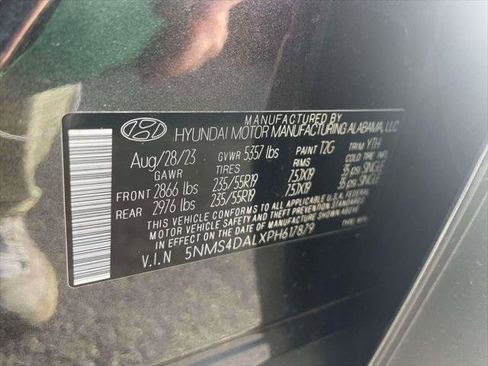 MANUFACTURED BY
HYUNDAI MOTOR MANUFACTURING ALABAMA, LLC
Aug/28/23 GVWR 5357 lbs PAINT T2G TRIM YTH
GAWR TIRES RIMS
FRONT 2866 lbs 235/55R19 7.5JX19 35 psi SINGLE
REAR 2976 lbs 235/55R19 7.5JX19 35 psi SINGLE
THIS VEHICLE CONFORMS TO ALL APPLICABLE U.S. FEDERAL
MOTOR VEHICLE SAFETY AND THEFT PREVENTION STANDARDS
IN EFFECT ON THE DATE OF MANUFACTURE SHOWN ABOVE.
V.I.N 5NMS4DALXPH617879
TYPE: MPV